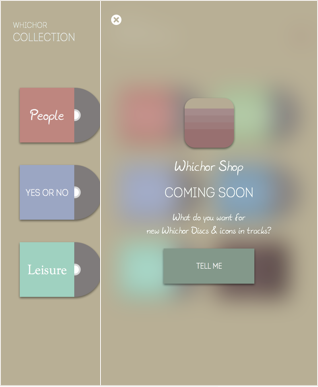 WHICHOR
COLLECTION
People
YES OR NO
Leisure
Whichor Shop
COMING SOON
What do you want for
new Whichor Discs & icons in tracks?
TELL ME